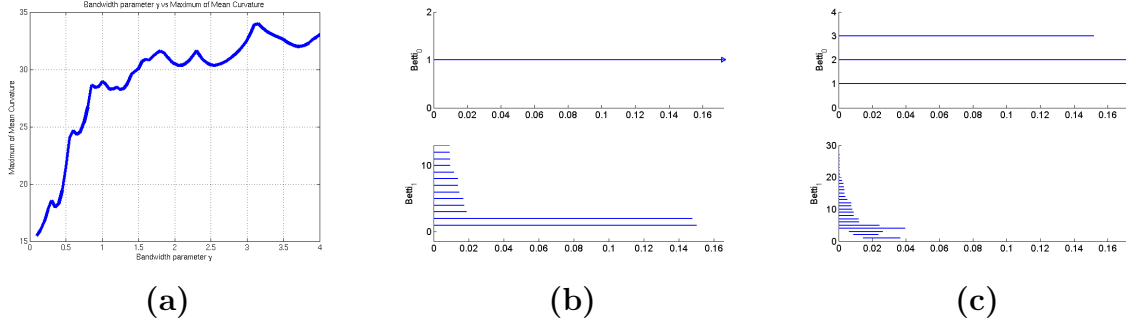 Bandwidth parameter γ vs Maximum of Mean Curvature
Maximum of Mean Curvature
35
30
25
20
15
0 0.5 1 1.5 2 2.5 3 3.5 4
Bandwidth parameter γ
(a)
Betti0
2
1
0
0 0.02 0.04 0.06 0.08 0.1 0.12 0.14 0.16
Betti1
10
0
0 0.02 0.04 0.06 0.08 0.1 0.12 0.14 0.16
(b)
Betti0
4
3
2
1
0
0 0.02 0.04 0.06 0.08 0.1 0.12 0.14 0.16
Betti1
30
20
10
0
0 0.02 0.04 0.06 0.08 0.1 0.12 0.14 0.16
(c)